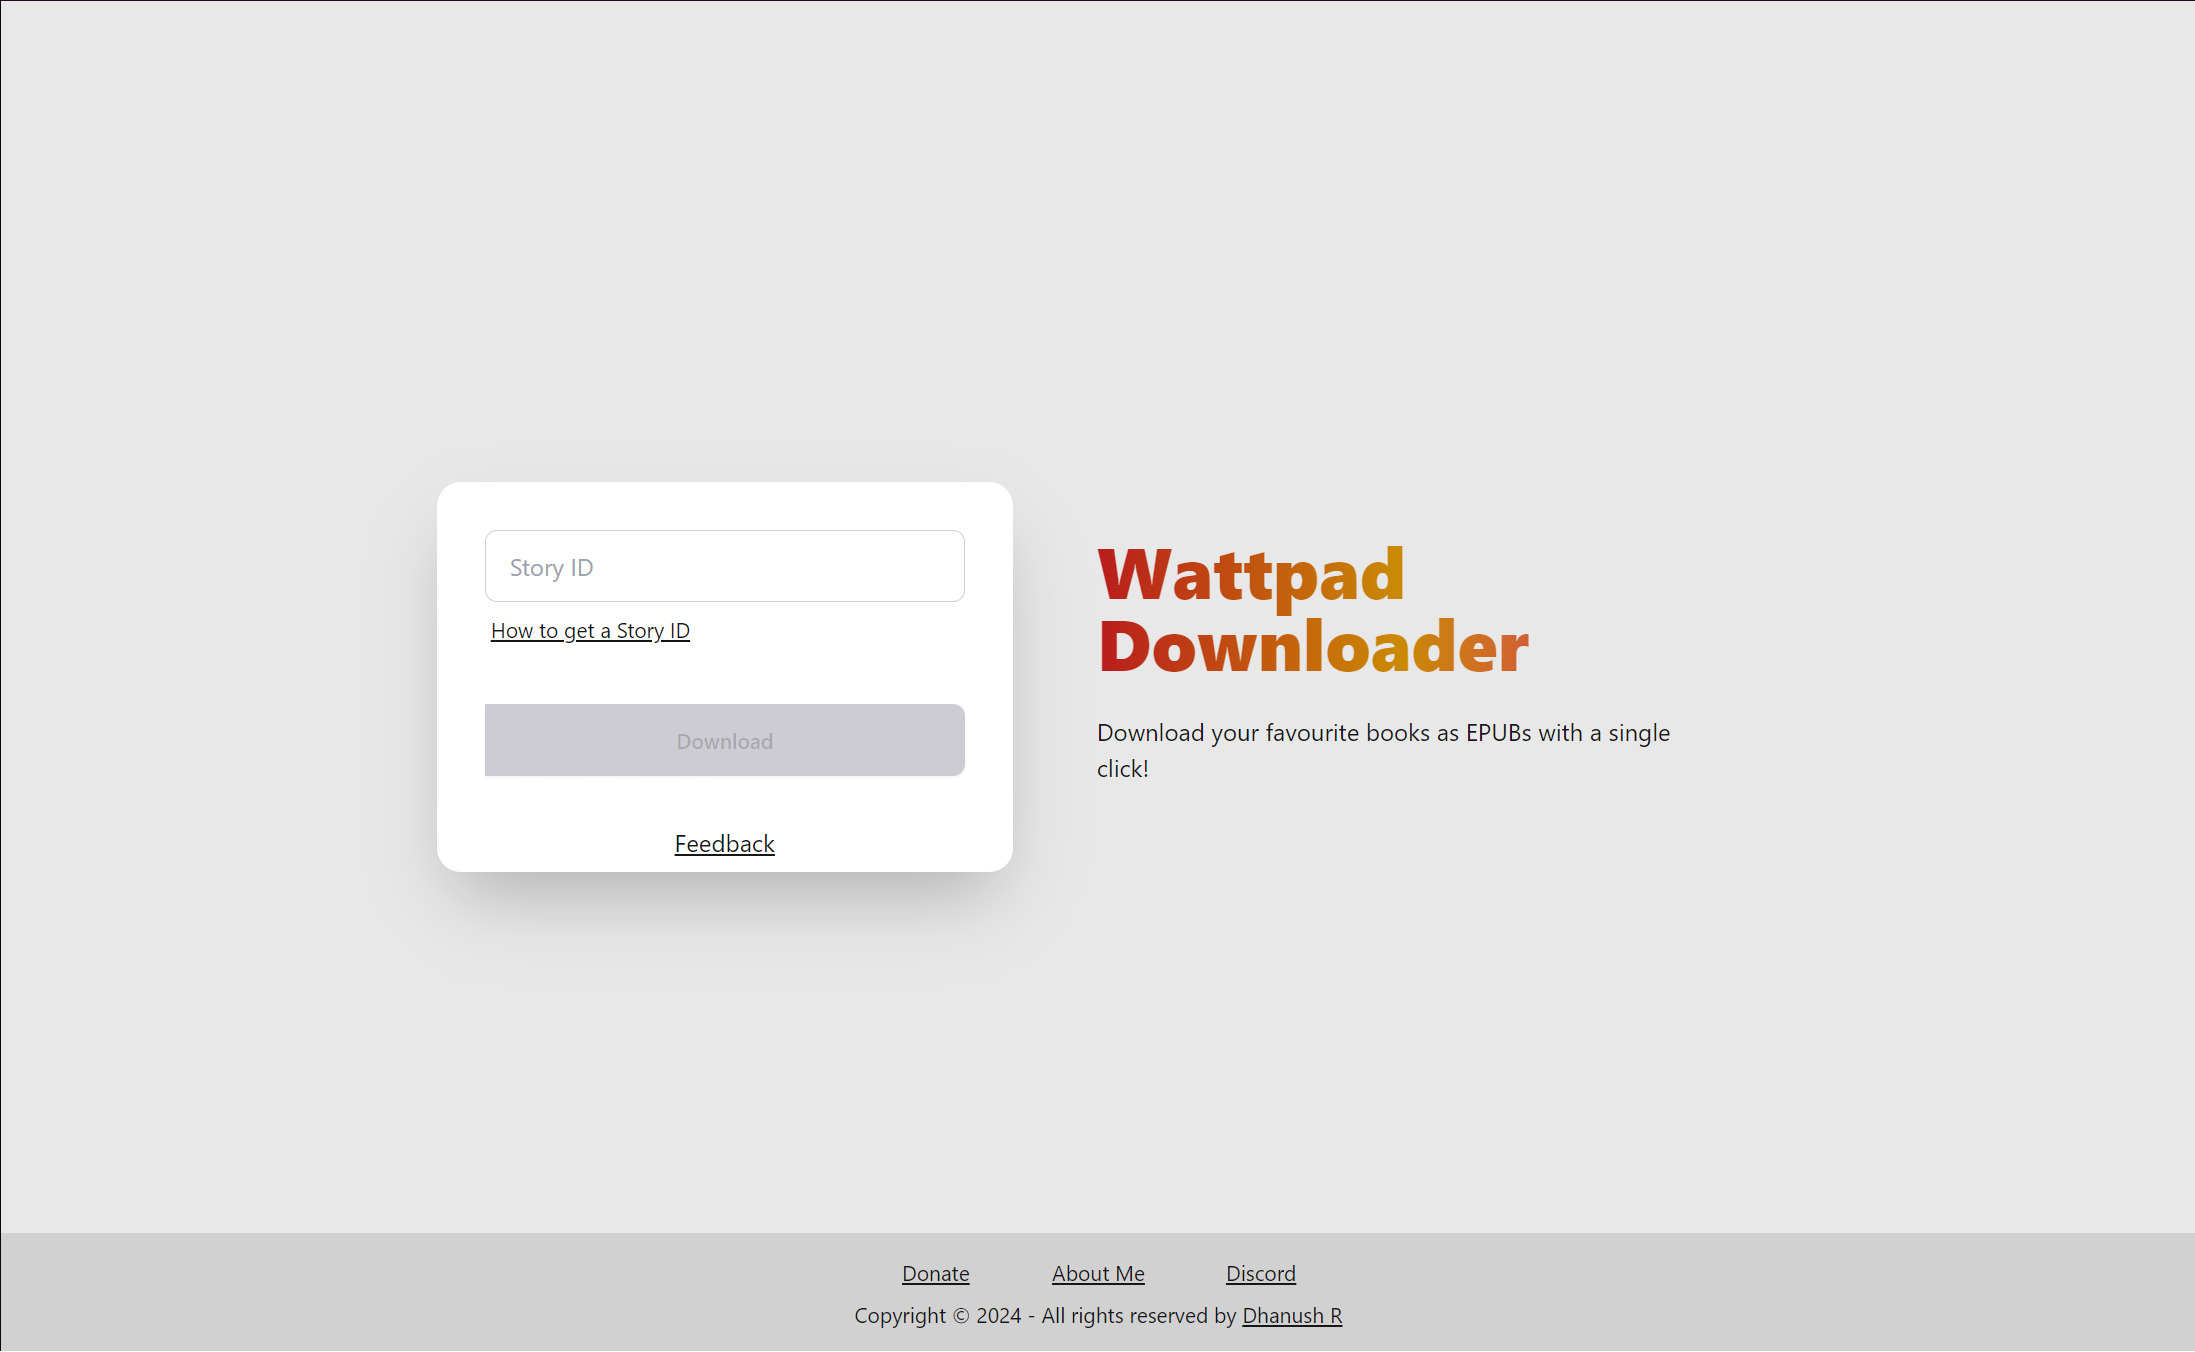 Story ID
How to get a Story ID
Download
Feedback
Wattpad
Downloader
Download your favourite books as EPUBs with a single
click!
Donate About Me Discord
Copyright © 2024 - All rights reserved by Dhanush R